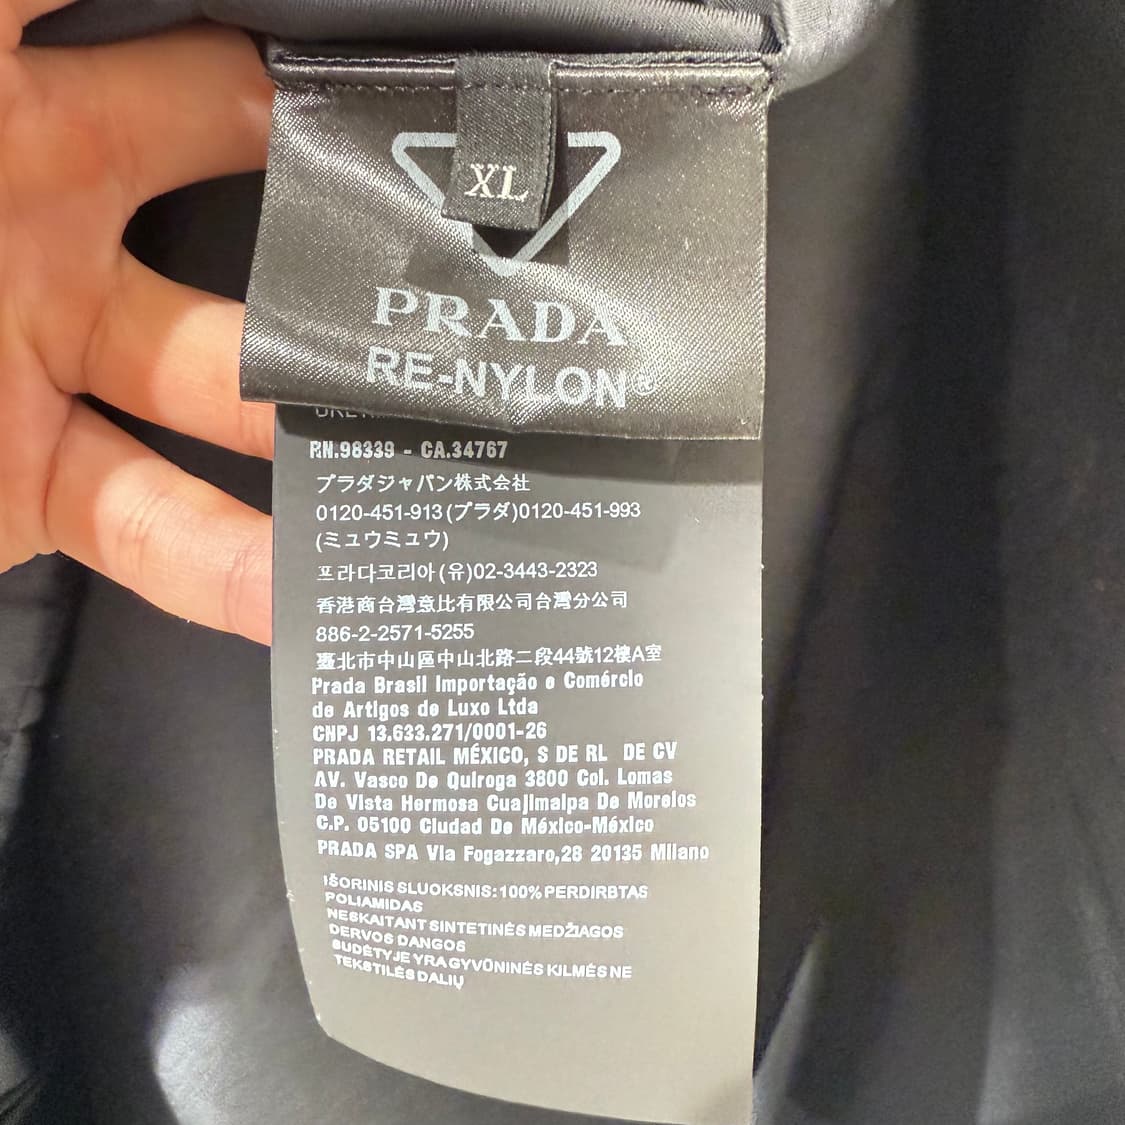 XL
PRADA
RE-NYLON®
RN.98339 - CA.34767
プラダジャパン株式会社
0120-451-913(プラダ)0120-451-993
(ミュウミュウ)
프라다코리아(유)02-3443-2323
香港商台灣意比有限公司台灣分公司
886-2-2571-5255
臺北市中山區中山北路二段44號12樓A室
Prada Brasil Importação e Comércio
de Artigos de Luxo Ltda
CNPJ 13.633.271/0001-26
PRADA RETAIL MÉXICO, S DE RL DE CV
AV. Vasco De Quiroga 3800 Col. Lomas
De Vista Hermosa Cuajimalpa De Morelos
C.P. 05100 Ciudad De México-México
PRADA SPA Via Fogazzaro,28 20135 Milano
IŠORINIS SLUOKSNIS:100% PERDIRBTAS
POLIAMIDAS
NESKAITANT SINTETINĖS MEDŽIAGOS
DERVOS DANGOS
SUDĖTYJE YRA GYVŪNINĖS KILMĖS NE
TEKSTILĖS DALIŲ